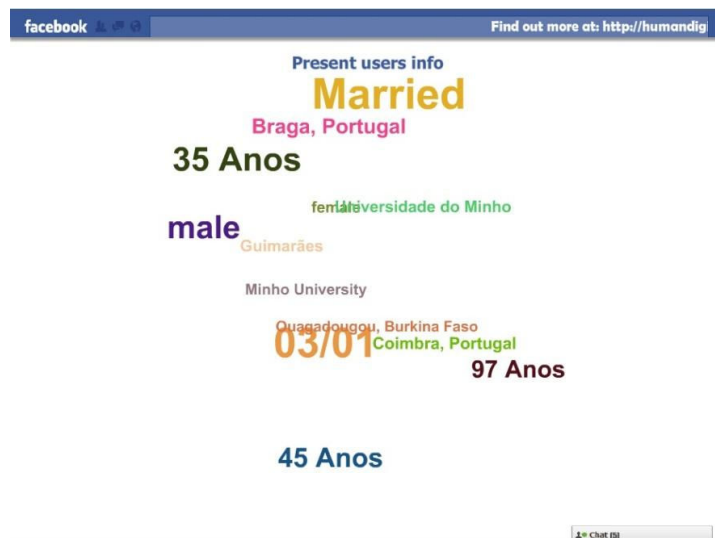 facebook
Find out more at: http://humandig
Present users info
Married
Braga, Portugal
35 Anos
female
Universidade do Minho
male
Guimarães
Minho University
Ouagadougou, Burkina Faso
03/01
Coimbra, Portugal
97 Anos
45 Anos
Chat (5)